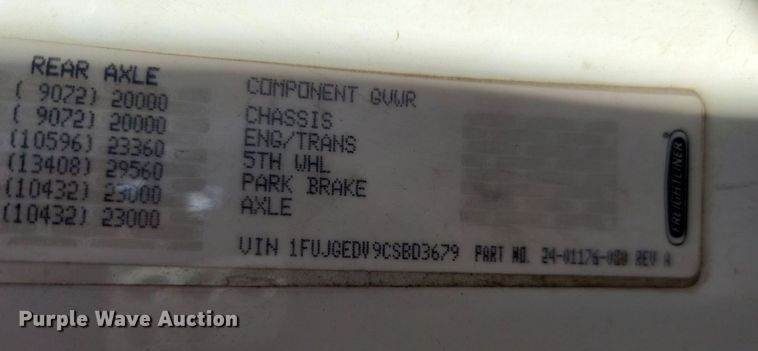 REAR AXLE
( 9072) 20000
( 9072) 20000
(10596) 23360
(13408) 29560
(10432) 23000
(10432) 23000
COMPONENT GVWR
CHASSIS
ENG/TRANS
5TH WHL
PARK BRAKE
AXLE
VIN 1FUJGEDV9CSBD3679 PART NO. 24-01176-080 REV A
FREIGHTLINER
Purple Wave Auction